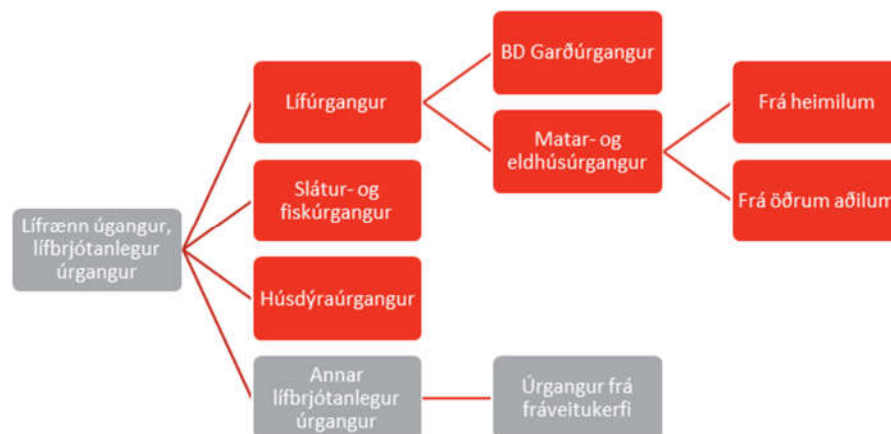 BD Garðúrgangur
Lífúrgangur
Frá heimilum
Matar- og
eldhúsúrgangur
Slátur- og
fiskúrgangur
Frá öðrum aðilum
Lífrænn úgangur,
lífbrjótanlegur
úrgangur
Húsdýraúrgangur
Annar
lífbrjótanlegur
úrgangur
Úrgangur frá
fráveitukerfi